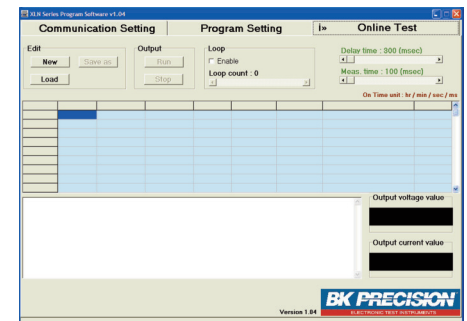 XLN Series Program Software v1.04
Communication Setting Program Setting i» Online Test
Edit Output Loop
New Save as Run Enable
Load Stop Loop count : 0
Delay time : 300 (msec)
Meas. time : 100 (msec)
On Time unit : hr / min / sec / ms
Output voltage value
Output current value
Version 1.04
BK PRECISION
ELECTRONIC TEST INSTRUMENTS